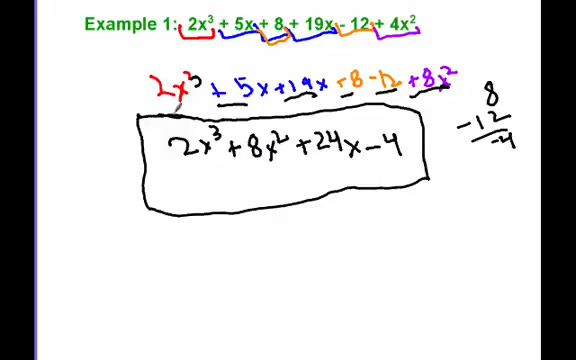 Example 1: 2x³ + 5x + 8 + 19x - 12 + 4x²
2x³ + 5x + 19x + 8 - 12 + 8x²
2x³ + 8x² + 24x - 4
8
- 12
- 4